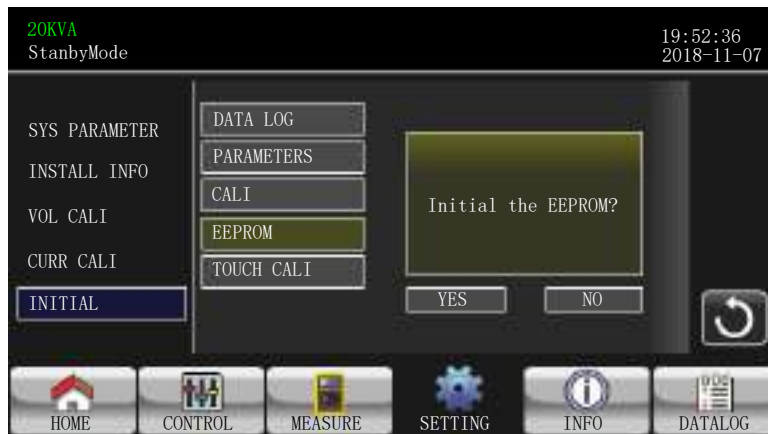 20KVA
StanbyMode
19:52:36
2018-11-07
SYS PARAMETER
INSTALL INFO
VOL CALI
CURR CALI
INITIAL
DATA LOG
PARAMETERS
CALI
EEPROM
TOUCH CALI
Initial the EEPROM?
YES
NO
HOME
CONTROL
MEASURE
SETTING
INFO
DATALOG